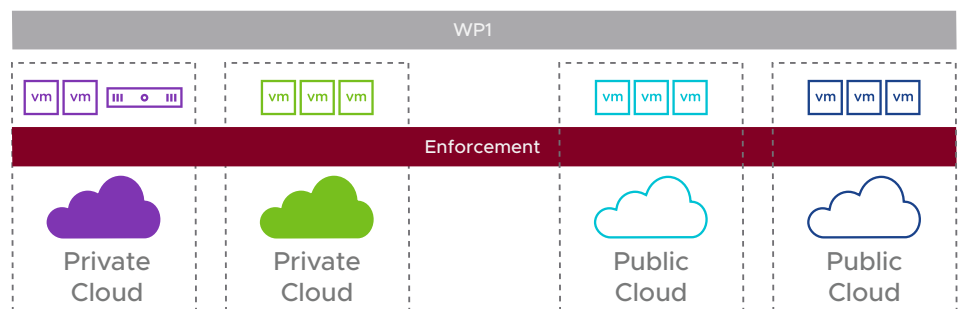 WP1
vm vm
vm vm vm
vm vm vm
vm vm vm
Enforcement
Private
Cloud
Private
Cloud
Public
Cloud
Public
Cloud